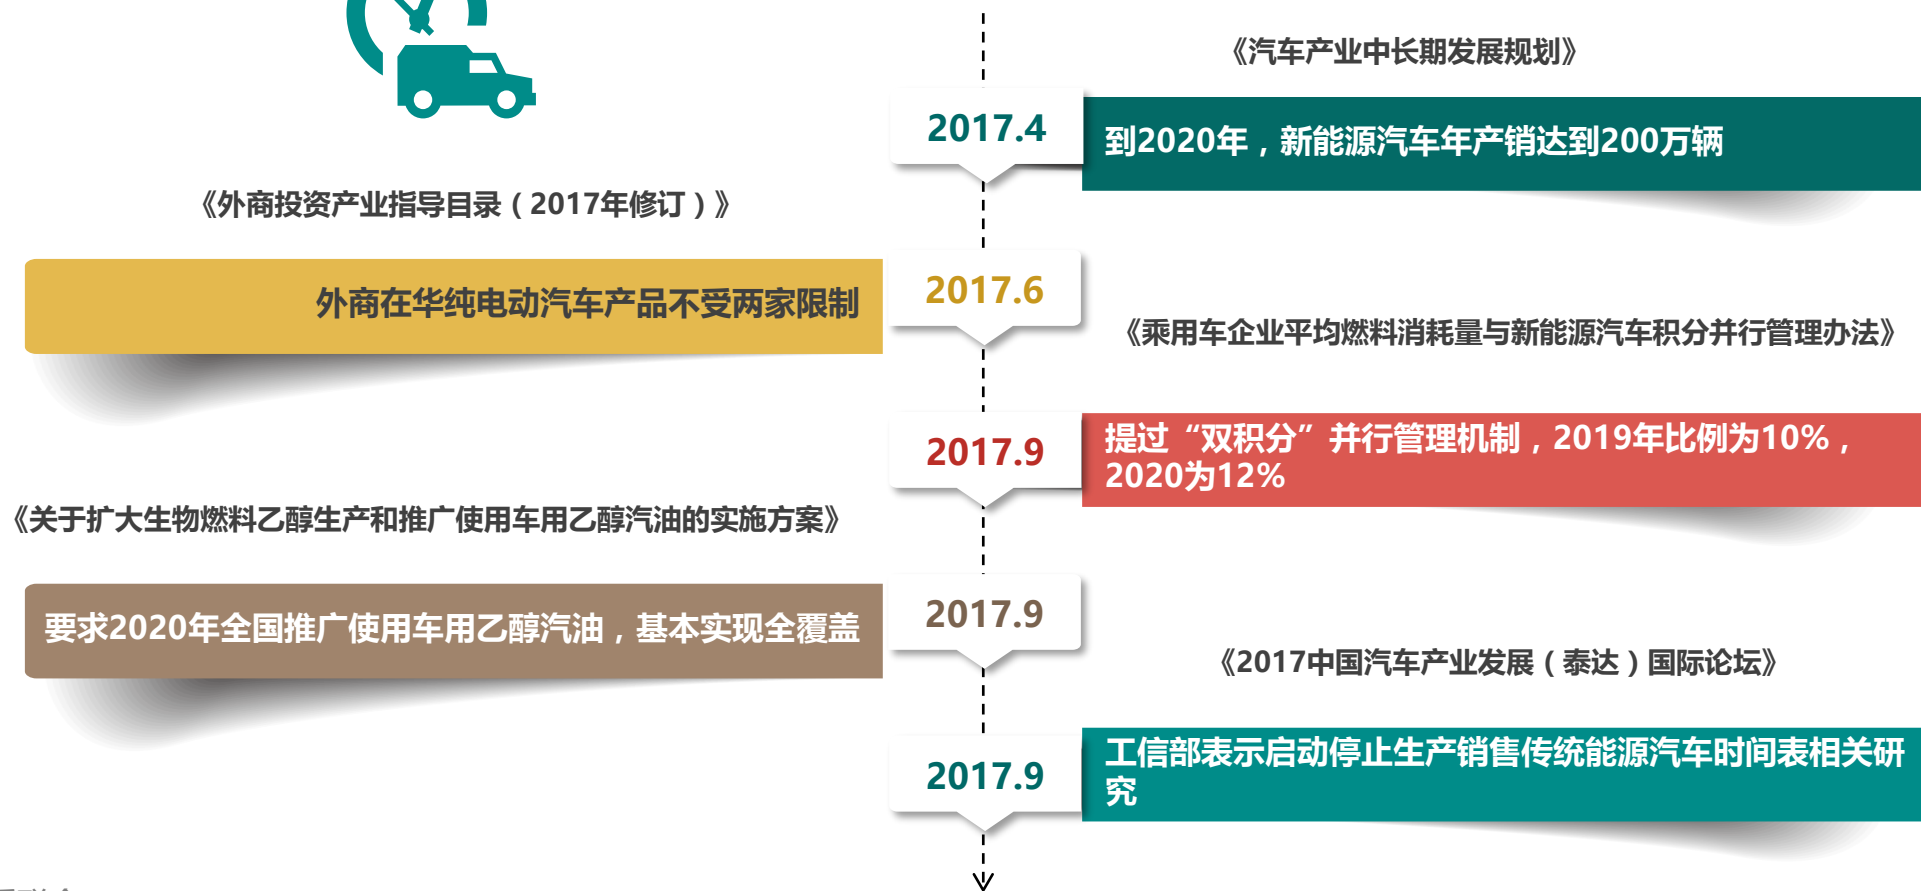 《汽车产业中长期发展规划》
2017.4
到2020年，新能源汽车年产销达到200万辆
《外商投资产业指导目录（2017年修订）》
2017.6
外商在华纯电动汽车产品不受两家限制
《乘用车企业平均燃料消耗量与新能源汽车积分并行管理办法》
2017.9
提过“双积分”并行管理机制，2019年比例为10%，
2020为12%
《关于扩大生物燃料乙醇生产和推广使用车用乙醇汽油的实施方案》
2017.9
要求2020年全国推广使用车用乙醇汽油，基本实现全覆盖
《2017中国汽车产业发展（泰达）国际论坛》
2017.9
工信部表示启动停止生产销售传统能源汽车时间表相关研
究